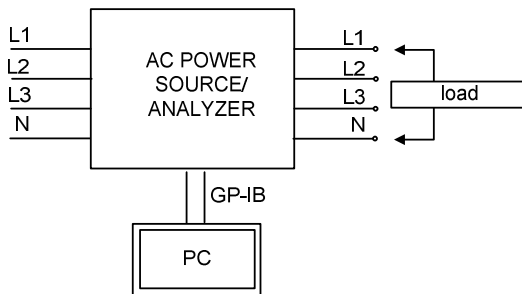 L1
L2
L3
N
AC POWER
SOURCE/
ANALYZER
L1
L2
L3
N
load
GP-IB
PC